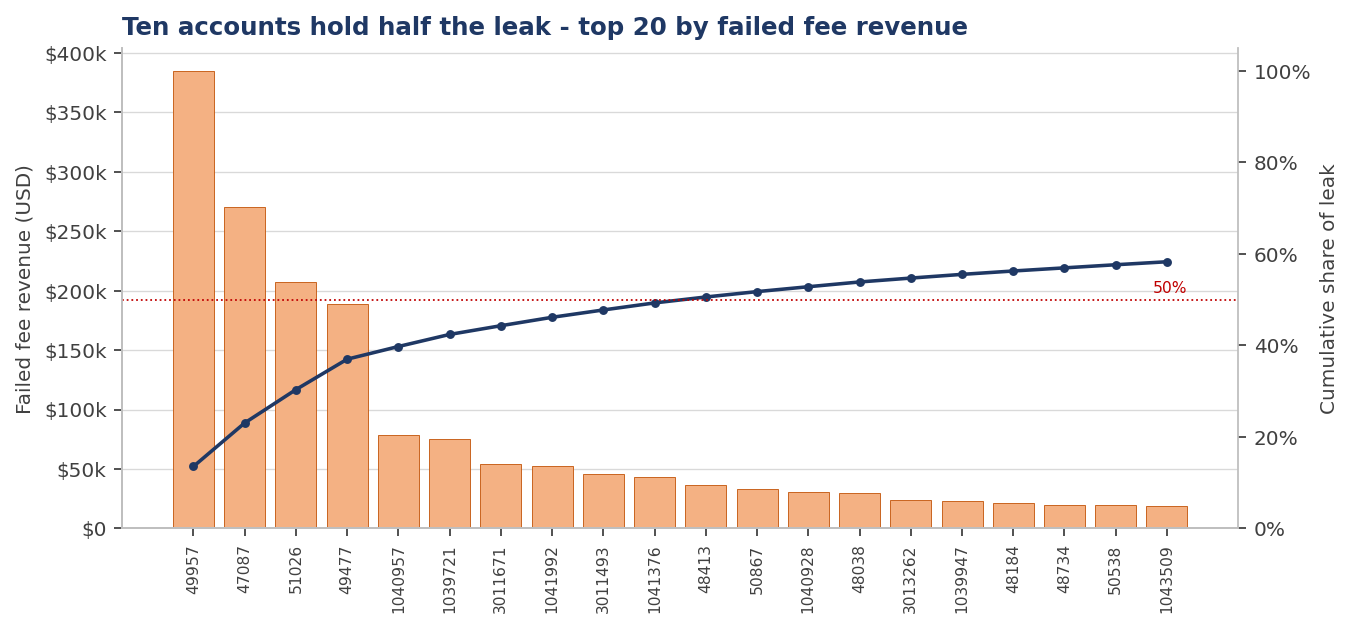 Ten accounts hold half the leak - top 20 by failed fee revenue
Failed fee revenue (USD)
$400k
$350k
$300k
$250k
$200k
$150k
$100k
$50k
$0
100%
80%
60%
40%
20%
0%
Cumulative share of leak
50%
49957
47087
51026
49477
1040957
1039721
3011671
1041992
3011493
1041376
48413
50867
1040928
48038
3013262
1039947
48184
48734
50538
1043509